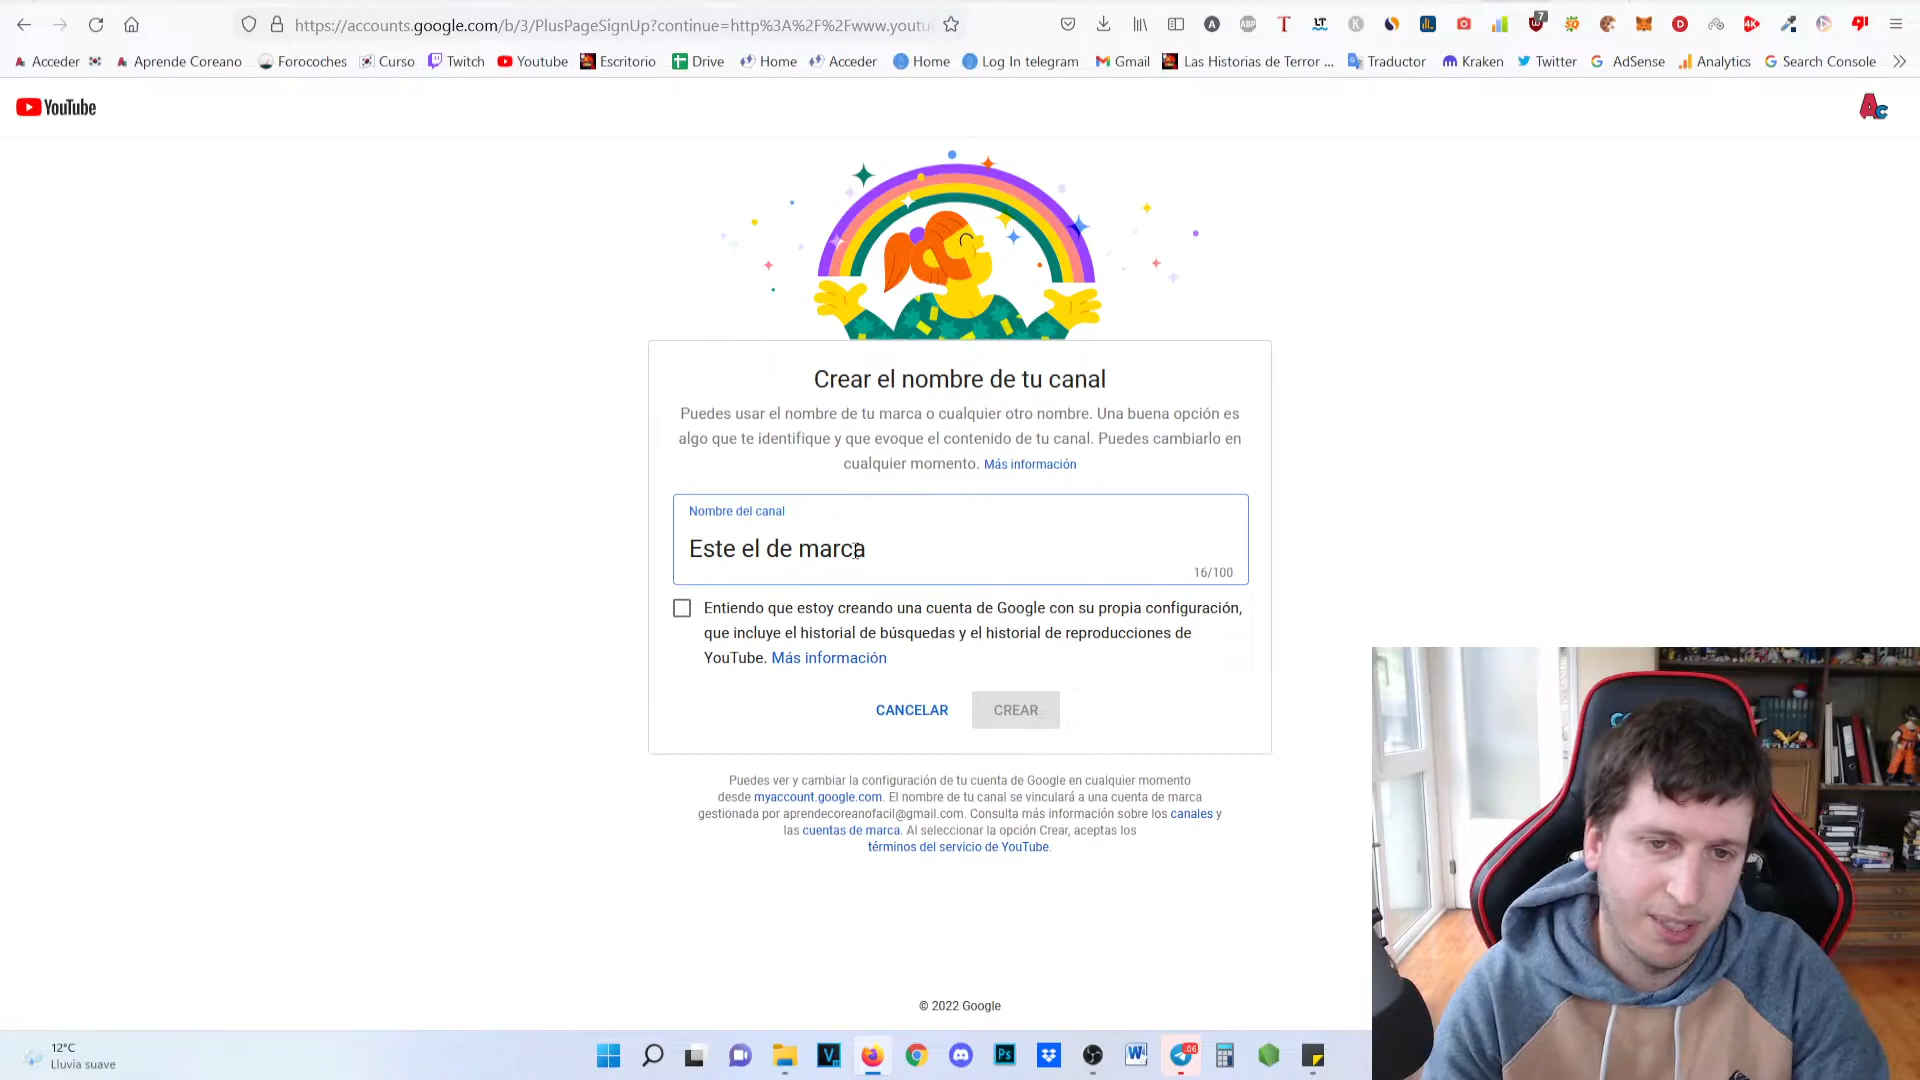 https://accounts.google.com/b/3/PlusPageSignUp?continue=http%3A%2F%2Fwww.youtu
Acceder
Aprende Coreano
Forocoches
Curso
Twitch
Youtube
Escritorio
Drive
Home
Acceder
Home
Log In telegram
Gmail
Las Historias de Terror ...
Traductor
Kraken
Twitter
AdSense
Analytics
Search Console
YouTube
Ac
Crear el nombre de tu canal
Puedes usar el nombre de tu marca o cualquier otro nombre. Una buena opción es
algo que te identifique y que evoque el contenido de tu canal. Puedes cambiarlo en
cualquier momento. Más información
Nombre del canal
Este el de marca
16/100
Entiendo que estoy creando una cuenta de Google con su propia configuración,
que incluye el historial de búsquedas y el historial de reproducciones de
YouTube. Más información
CANCELAR
CREAR
Puedes ver y cambiar la configuración de tu cuenta de Google en cualquier momento
desde myaccount.google.com. El nombre de tu canal se vinculará a una cuenta de marca
gestionada por aprendecoreanofacil@gmail.com. Consulta más información sobre los canales y
las cuentas de marca. Al seleccionar la opción Crear, aceptas los
términos del servicio de YouTube.
© 2022 Google
12°C
Lluvia suave